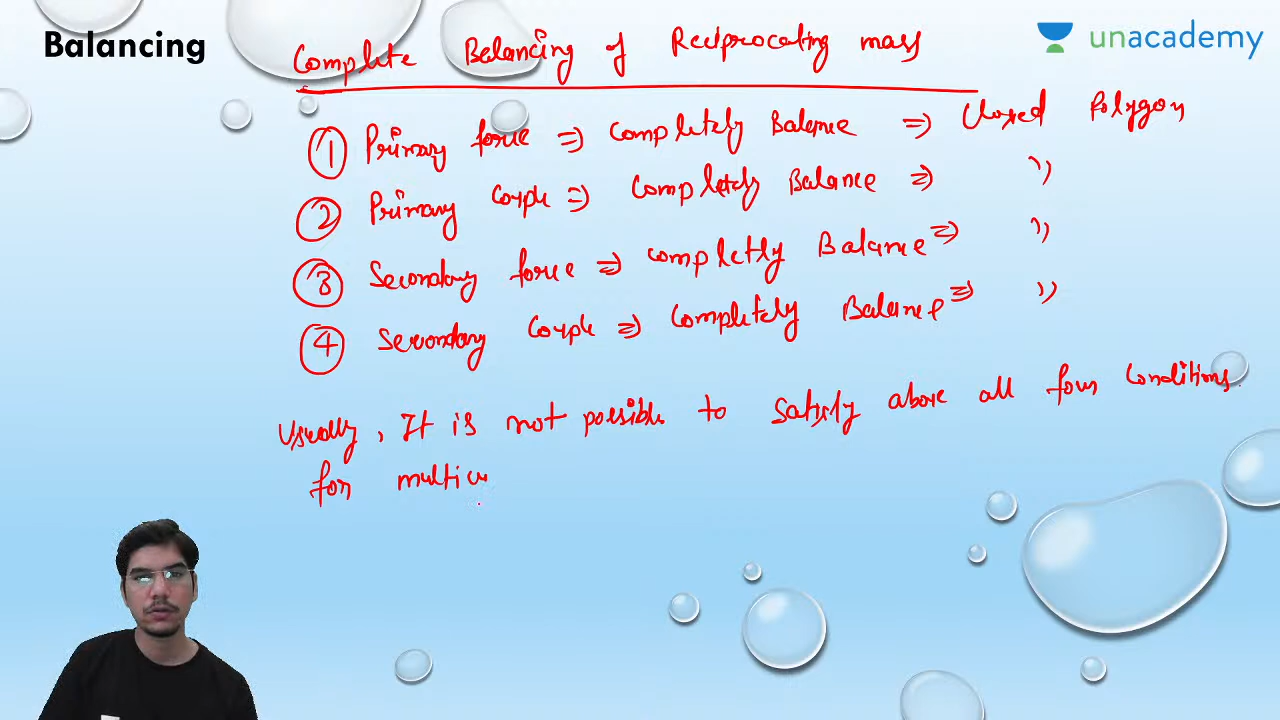 Balancing
unacademy
Complete Balancing of Reciprocating mass
① Primary force ⇒ Completely Balance ⇒ Closed Polygon
② Primary Couple ⇒ Completely Balance ⇒ ''
③ Secondary force ⇒ Completly Balance ⇒ ''
④ Secondary Couple ⇒ Completely Balance ⇒ ''
Usually, It is not possible to Satisfy above all four Conditions.
for multicy